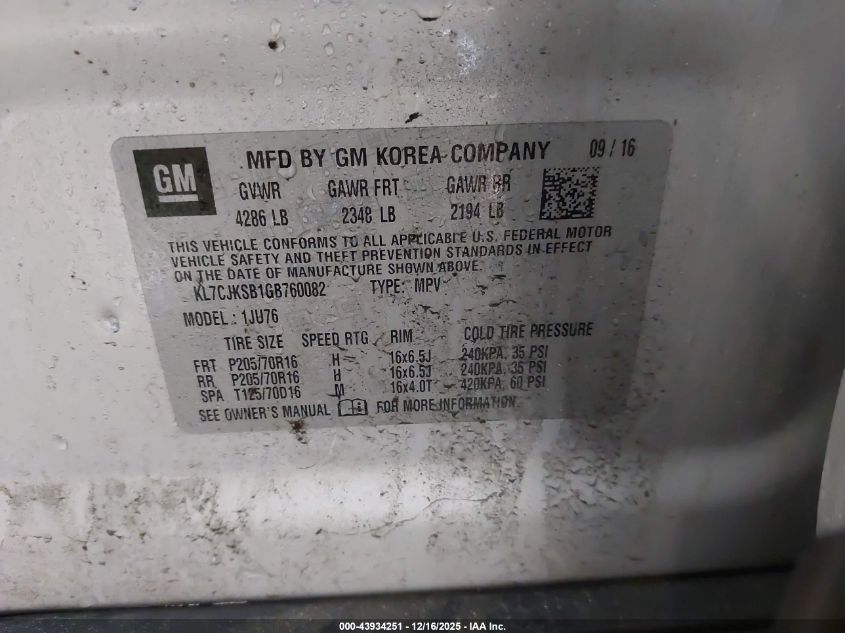 GM MFD BY GM KOREA COMPANY 09 / 16
GVWR GAWR FRT GAWR RR
4286 LB 2348 LB 2194 LB
THIS VEHICLE CONFORMS TO ALL APPLICABLE U.S. FEDERAL MOTOR
VEHICLE SAFETY AND THEFT PREVENTION STANDARDS IN EFFECT
ON THE DATE OF MANUFACTURE SHOWN ABOVE.
KL7CJKSB1GB760082 TYPE: MPV
MODEL : 1JU76
TIRE SIZE SPEED RTG RIM COLD TIRE PRESSURE
FRT P205/70R16 H 16x6.5J 240KPA, 35 PSI
RR P205/70R16 H 16x6.5J 240KPA, 35 PSI
SPA T125/70D16 M 16x4.0T 420KPA, 60 PSI
SEE OWNER'S MANUAL FOR MORE INFORMATION.
000-43934251 - 12/16/2025 - IAA Inc.